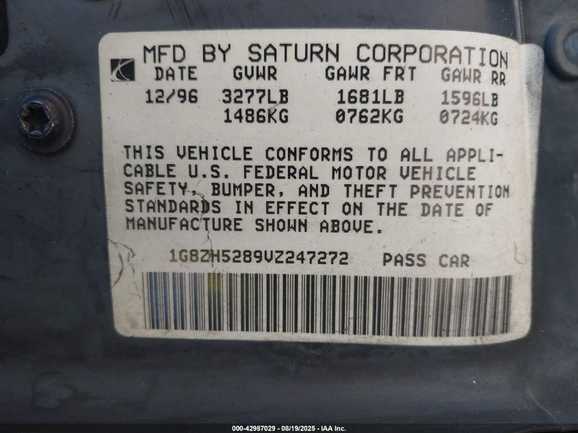 MFD BY SATURN CORPORATION
DATE GVWR GAWR FRT GAWR RR
12/96 3277LB 1681LB 1596LB
1486KG 0762KG 0724KG
THIS VEHICLE CONFORMS TO ALL APPLI-
CABLE U.S. FEDERAL MOTOR VEHICLE
SAFETY, BUMPER, AND THEFT PREVENTION
STANDARDS IN EFFECT ON THE DATE OF
MANUFACTURE SHOWN ABOVE.
1G8ZH5289VZ247272 PASS CAR
000-42987029 - 08/19/2025 - IAA Inc.